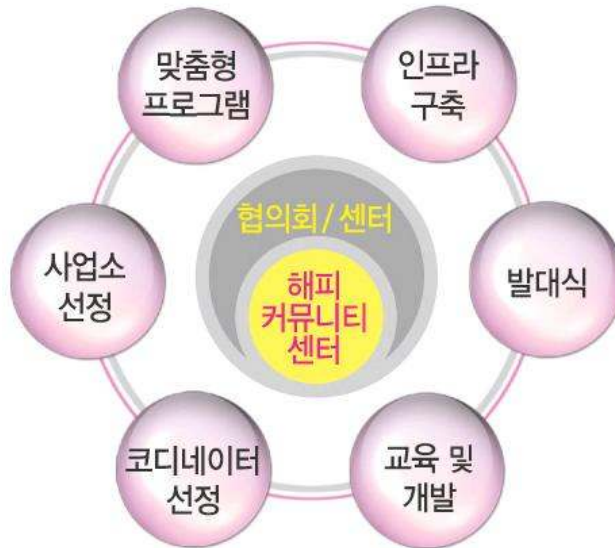 맞춤형
프로그램
인프라
구축
협의회 / 센터
사업소
선정
해피
커뮤니티
센터
발대식
코디네이터
선정
교육 및
개발